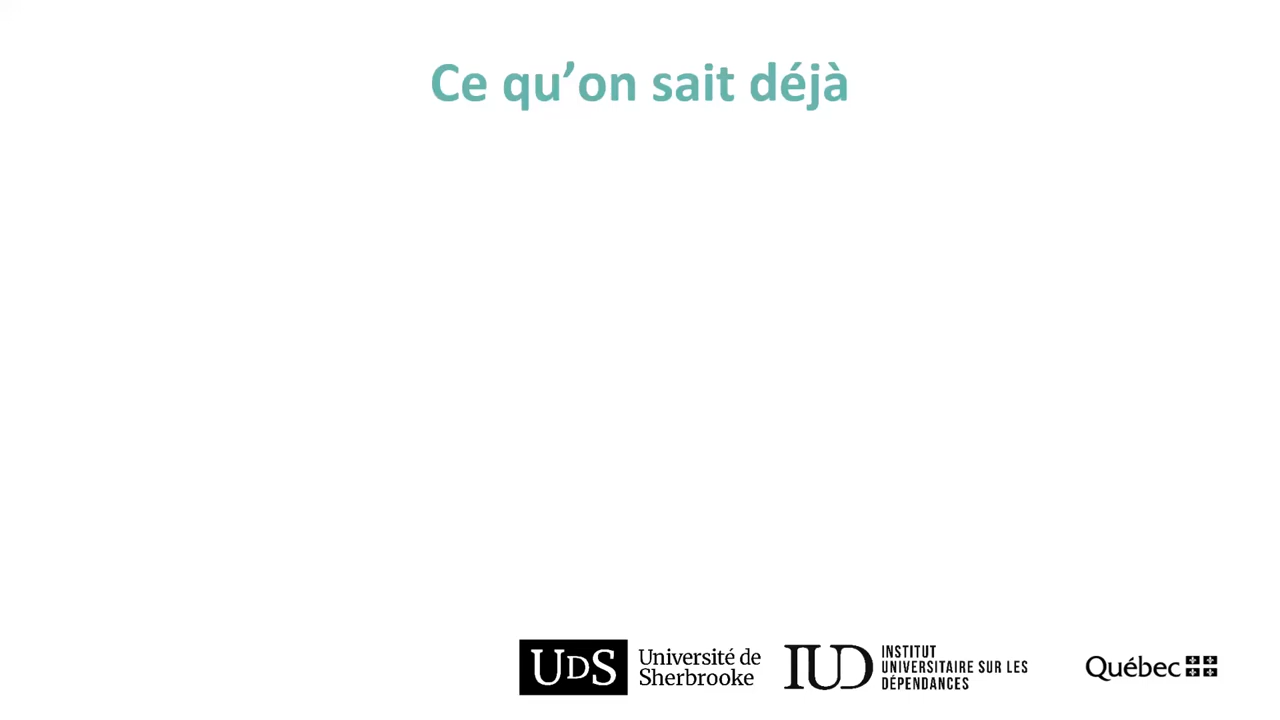 Ce qu’on sait déjà
UDS
Université de
Sherbrooke
IUD
INSTITUT
UNIVERSITAIRE SUR LES
DÉPENDANCES
Québec